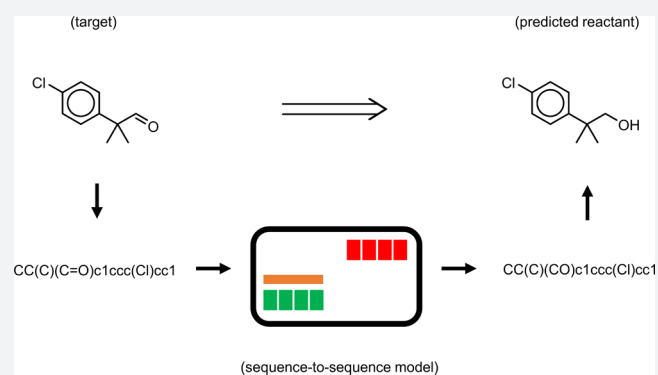 (target)
(predicted reactant)
Cl
O
Cl
OH
CC(C)(C=O)c1ccc(Cl)cc1
CC(C)(CO)c1ccc(Cl)cc1
(sequence-to-sequence model)